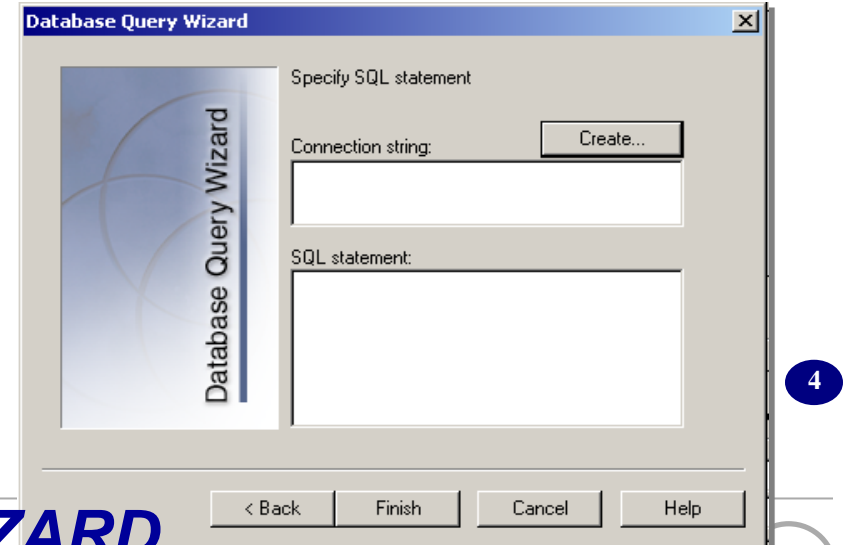 Database Query Wizard
Database Query Wizard
Specify SQL statement
Create...
Connection string:
SQL statement:
4
< Back
Finish
Cancel
Help
ZARD